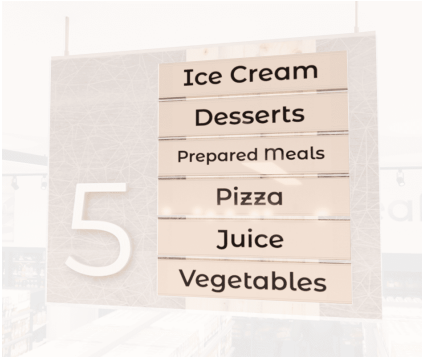 5
Ice Cream
Desserts
Prepared Meals
Pizza
Juice
Vegetables